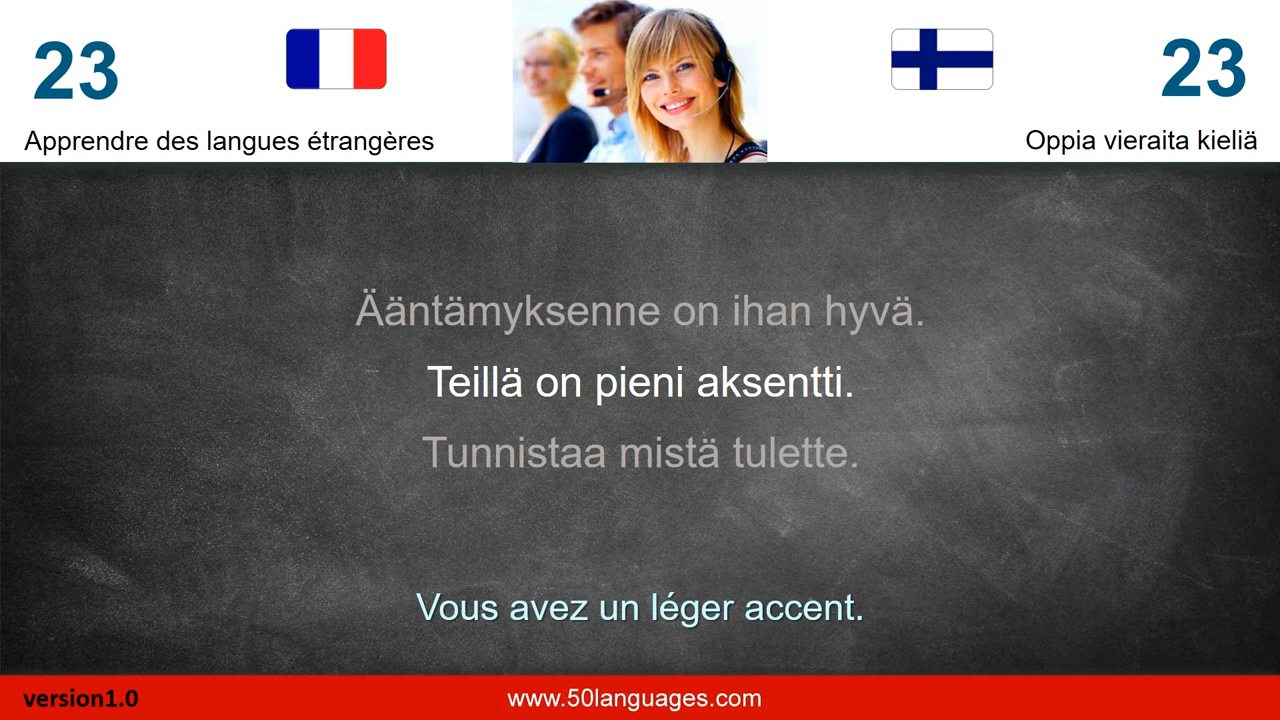 23
23
Apprendre des langues étrangères
Oppia vieraita kieliä
Ääntämyksenne on ihan hyvä.
Teillä on pieni aksentti.
Tunnistaa mistä tulette.
Vous avez un léger accent.
version1.0
www.50languages.com